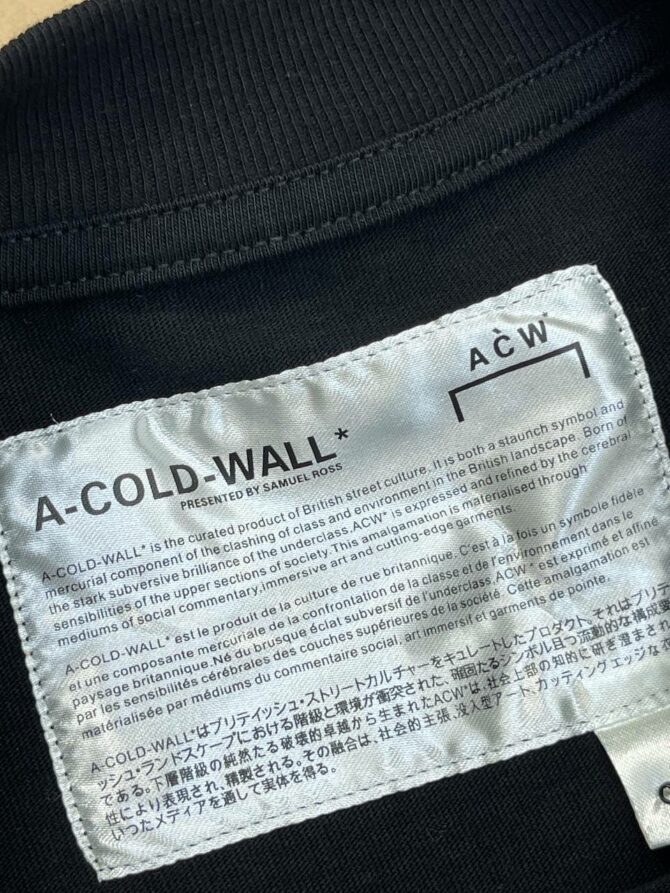 ACW*
A-COLD-WALL*
PRESENTED BY SAMUEL ROSS
A-COLD-WALL* is the curated product of British street culture. It is both a staunch symbol and
mercurial component of the clashing of class and environment in the British landscape. Born of
the stark subversive brilliance of the underclass,ACW* is expressed and refined by the cerebral
sensibilities of the upper sections of society.This amalgamation is materialised through
mediums of social commentary,immersive art and cutting-edge garments.
A-COLD-WALL* est le produit de la culture de rue britannique. C'est à la fois un symbole fidèle
et une composante mercuriale de la confrontation de la classe et de l'environnement dans le
paysage britannique.Né du brusque éclat subversif de l'underclass,ACW* est exprimé et affiné
par les sensibilités cérébrales des couches supérieures de la société. Cette amalgamation est
matérialisée par médiums du commentaire social, art immersif et garments de pointe.
A-COLD-WALL*はブリティッシュ・ストリートカルチャーをキュレートしたプロダクト、それはブリテ
ィッシュ・ランドスケープにおける階級と環境が衝突された、確固たるシンボル且つ流動的な構成
である。下層階級の純然たる破壊的卓越から生まれたACW*は、社会上部の知的に研ぎ澄まされ
性により表現され、精製される。その融合は、社会的主張、没入型アート、カッティングエッジな
いったメディアを通して実体を得る。